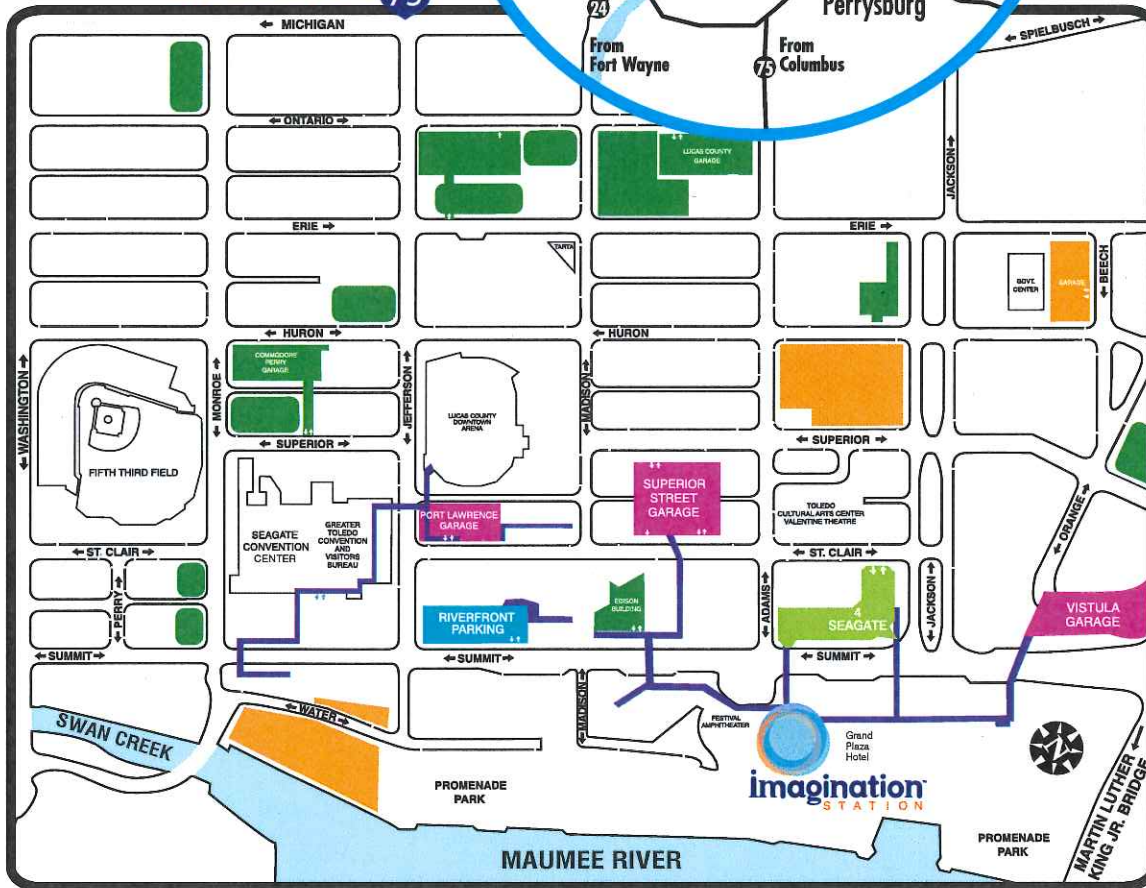 75
24
Perrysburg
From
Fort Wayne
From
75 Columbus
← MICHIGAN
← SPIELBUSCH →
← ONTARIO →
LUCAS COUNTY
GARAGE
JACKSON →
ERIE →
ERIE →
TARTA
GOVT.
CENTER
GARAGE
← BEECH →
← HURON
← HURON
← WASHINGTON →
← MONROE →
COMMODORE
PERRY
GARAGE
← JEFFERSON →
LUCAS COUNTY
DOWNTOWN
ARENA
← MADISON →
← SUPERIOR →
← SUPERIOR →
FIFTH THIRD FIELD
SEAGATE
CONVENTION
CENTER
GREATER
TOLEDO
CONVENTION
AND
VISITORS
BUREAU
PORT LAWRENCE
GARAGE
SUPERIOR
STREET
GARAGE
TOLEDO
CULTURAL ARTS CENTER
VALENTINE THEATRE
← ORANGE →
← ST. CLAIR →
← ST. CLAIR →
← PERRY →
RIVERFRONT
PARKING
EDISON
BUILDING
ADAMS →
4
SEAGATE
← JACKSON →
VISTULA
GARAGE
← SUMMIT →
← SUMMIT →
← SUMMIT →
← WATER →
← MADISON →
FESTIVAL
AMPHITHEATER
Grand
Plaza
Hotel
SWAN CREEK
imagination™
STATION
PROMENADE
PARK
PROMENADE
PARK
MARTIN LUTHER
KING JR. BRIDGE
MAUMEE RIVER